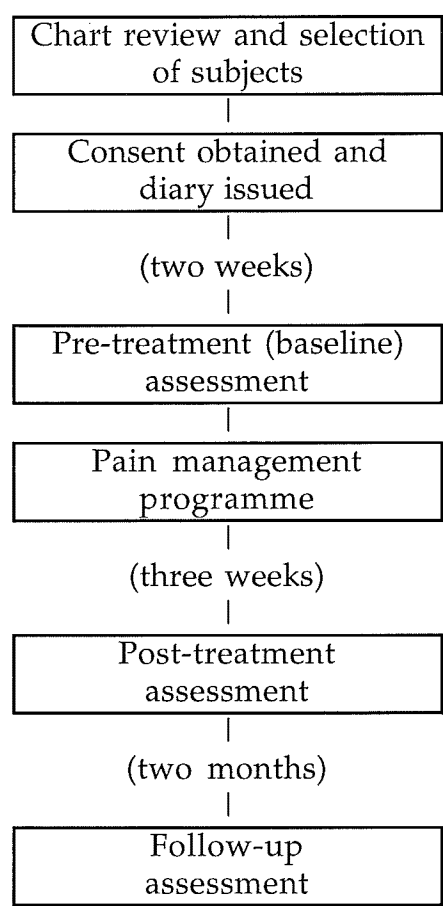 Chart review and selection
of subjects
Consent obtained and
diary issued
(two weeks)
Pre-treatment (baseline)
assessment
Pain management
programme
(three weeks)
Post-treatment
assessment
(two months)
Follow-up
assessment